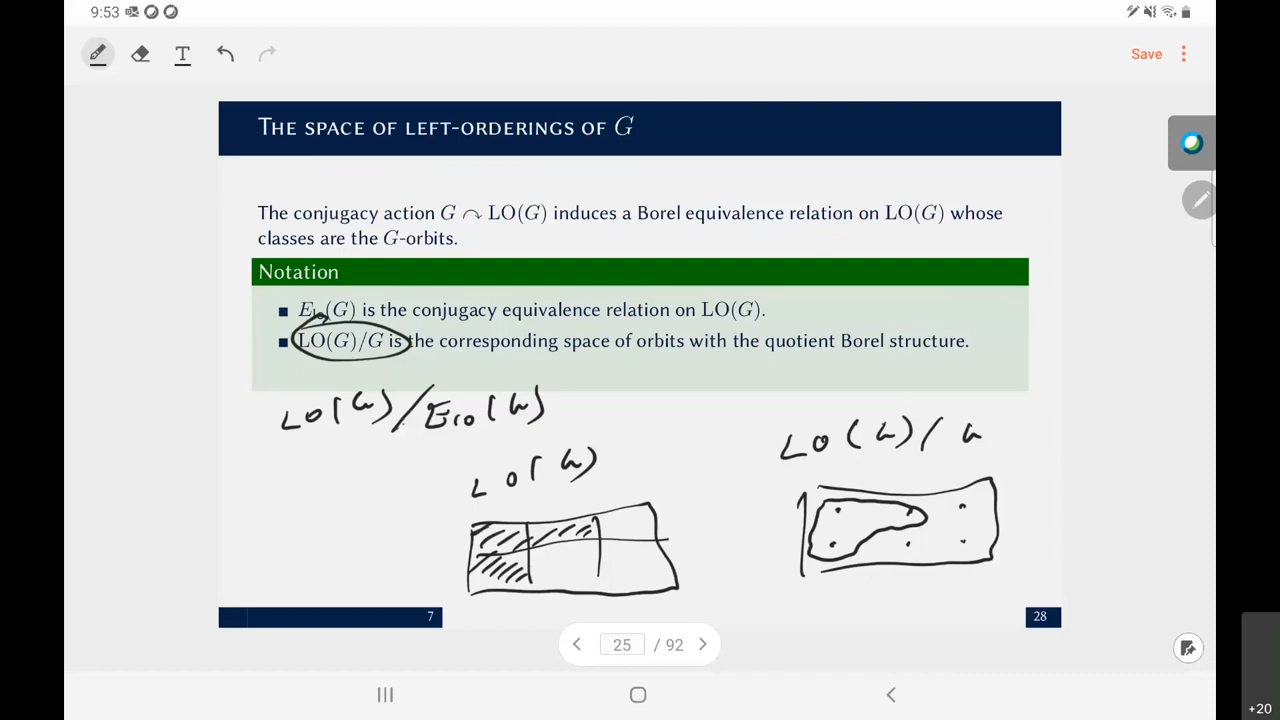 9:53
T
Save
THE SPACE OF LEFT-ORDERINGS OF G
The conjugacy action G ↷ LO(G) induces a Borel equivalence relation on LO(G) whose
classes are the G-orbits.
Notation
■ E_lo(G) is the conjugacy equivalence relation on LO(G).
■ LO(G)/G is the corresponding space of orbits with the quotient Borel structure.
LO(G)/E_lo(G)
LO(G)
LO(G)/G
7
28
25 / 92
+20